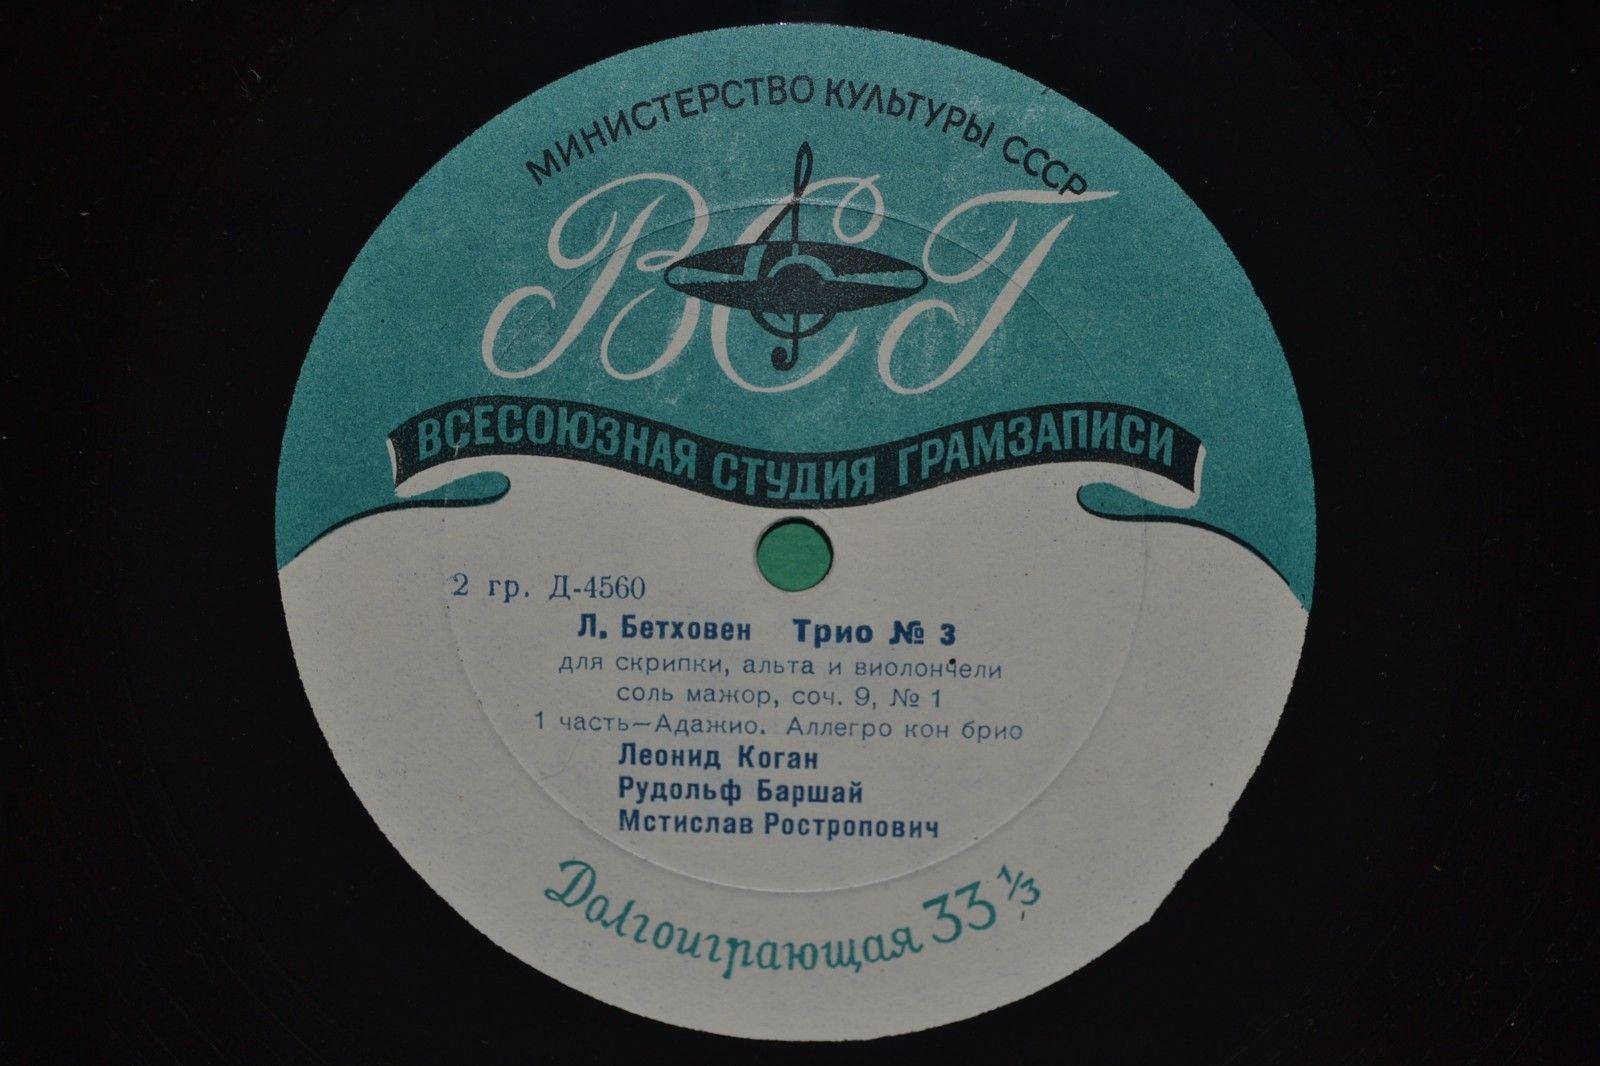 МИНИСТЕРСТВО КУЛЬТУРЫ СССР
ВСГ
ВСЕСОЮЗНАЯ СТУДИЯ ГРАМЗАПИСИ
2 гр. Д-4560
Л. Бетховен Трио № 3
для скрипки, альта и виолончели
соль мажор, соч. 9, № 1
1 часть—Адажио. Аллегро кон брио
Леонид Коган
Рудольф Баршай
Мстислав Ростропович
Долгоиграющая 33 ⅓